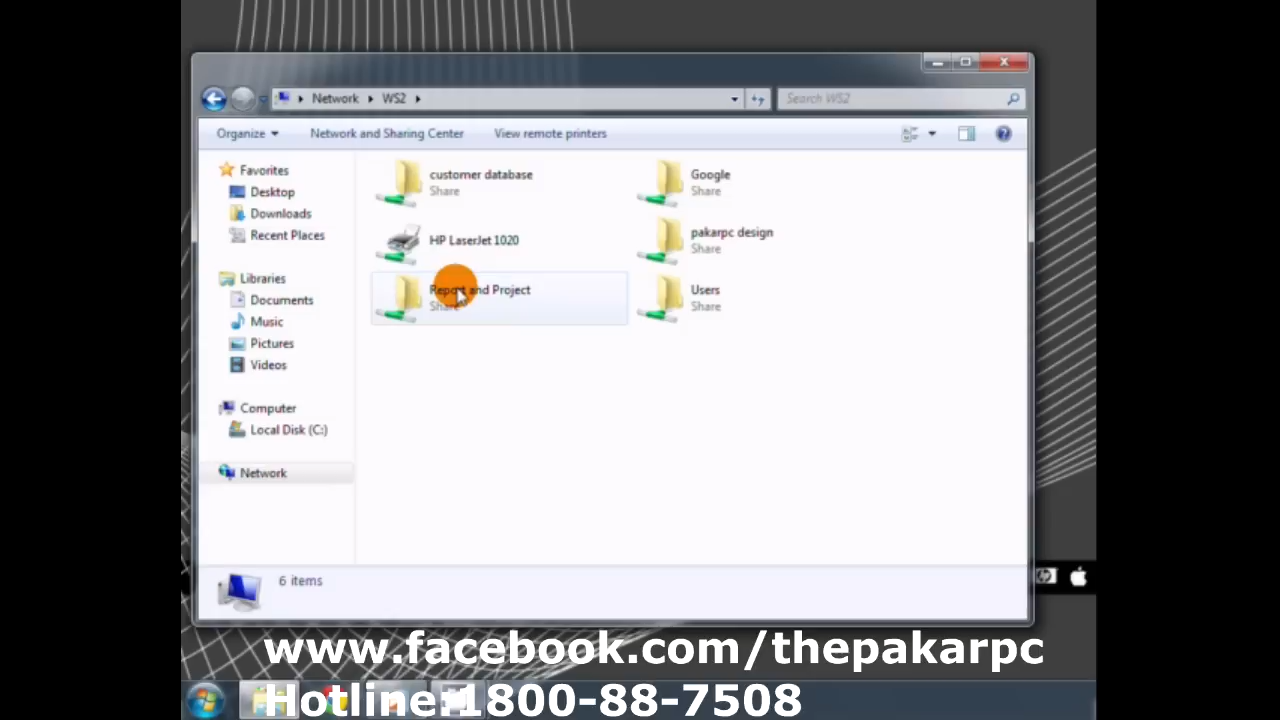 Network WS2
Search WS2
Organize
Network and Sharing Center
View remote printers
Favorites
Desktop
Downloads
Recent Places
Libraries
Documents
Music
Pictures
Videos
Computer
Local Disk (C:)
Network
customer database
Share
Google
Share
HP LaserJet 1020
pakarpc design
Share
Report and Project
Share
Users
Share
6 items
hp
www.facebook.com/thepakarpc
Hotline:1800-88-7508